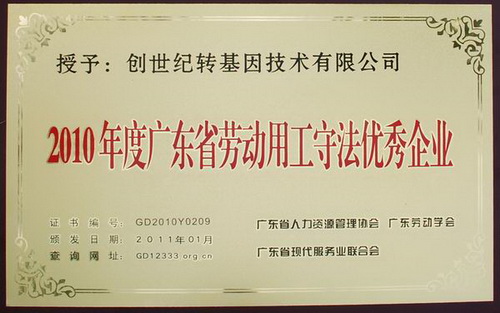 授予：创世纪转基因技术有限公司
2010年度广东省劳动用工守法优秀企业
证书编号：GD2010Y0209
颁发日期：2011年01月
查询网址：GD12333.org.cn
广东省人力资源管理协会 广东劳动学会
广东省现代服务业联合会